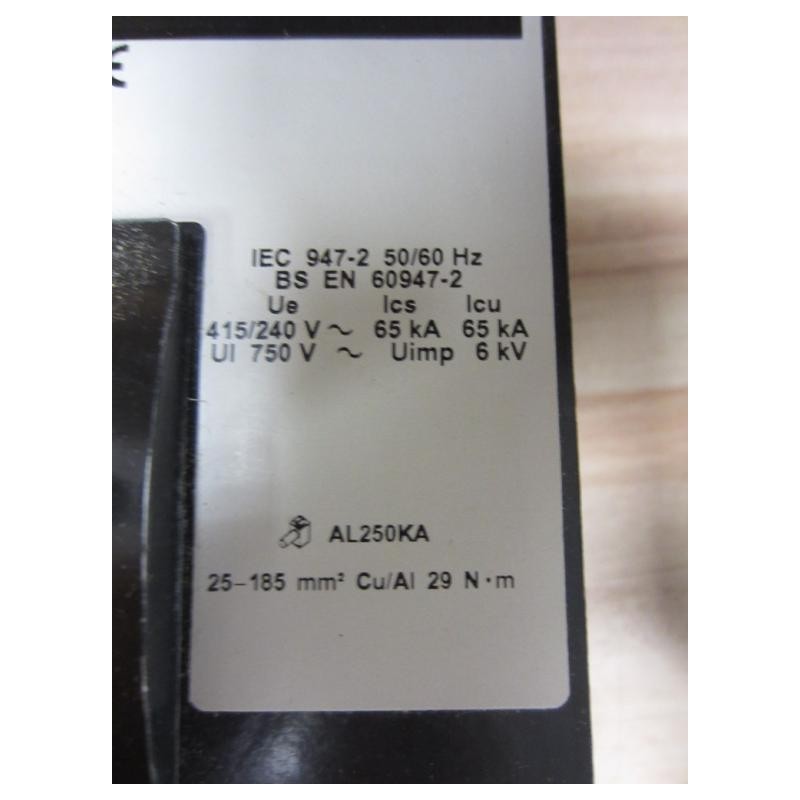 CE
IEC 947-2 50/60 Hz
BS EN 60947-2
Ue Ics Icu
415/240 V ~ 65 kA 65 kA
UI 750 V ~ Uimp 6 kV
AL250KA
25–185 mm² Cu/Al 29 N·m